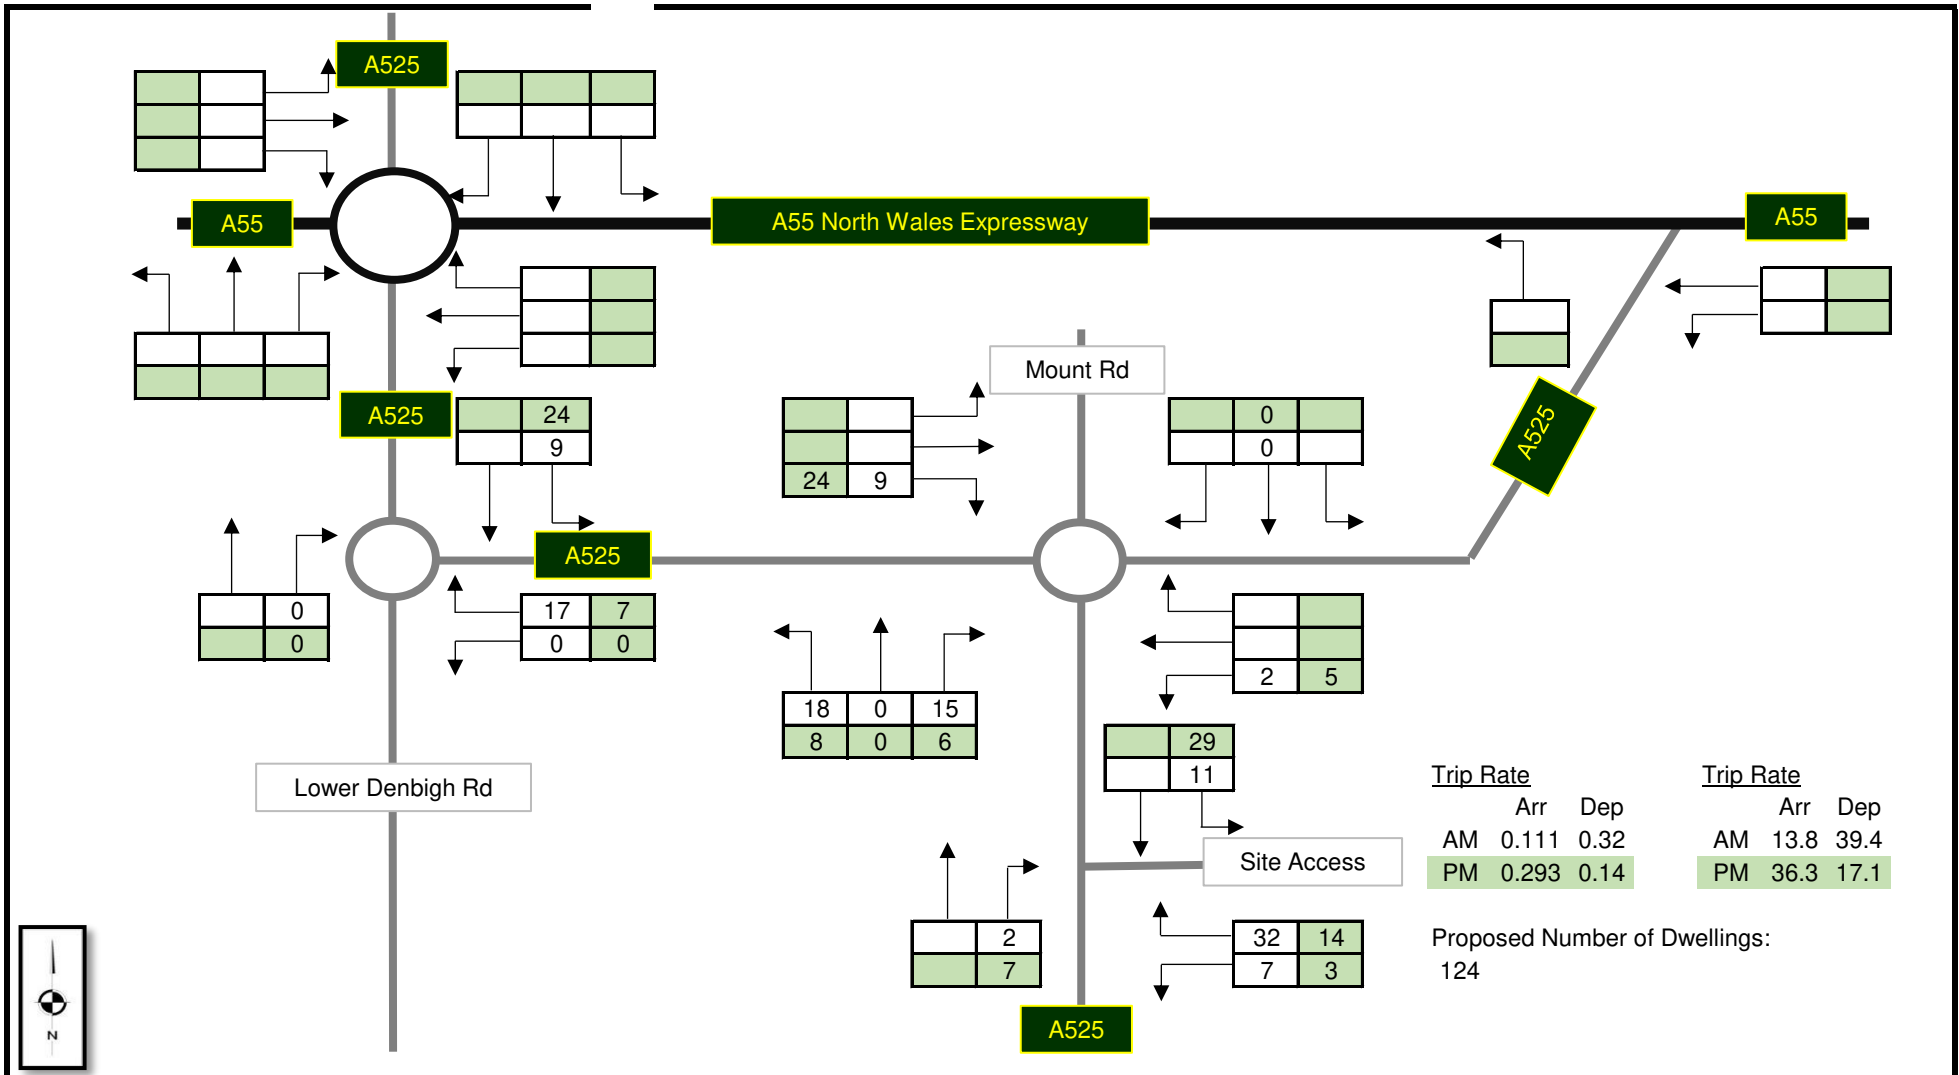 A525
A55
A55 North Wales Expressway
A55
Mount Rd
A525
24
9
0
0
24 9
A525
A525
0
0
17 7
0 0
18 0 15
8 0 6
2 5
29
11
Lower Denbigh Rd
Site Access
2
7
32 14
7 3
A525
Trip Rate
Arr Dep
AM 0.111 0.32
PM 0.293 0.14
Trip Rate
Arr Dep
AM 13.8 39.4
PM 36.3 17.1
Proposed Number of Dwellings:
124
N